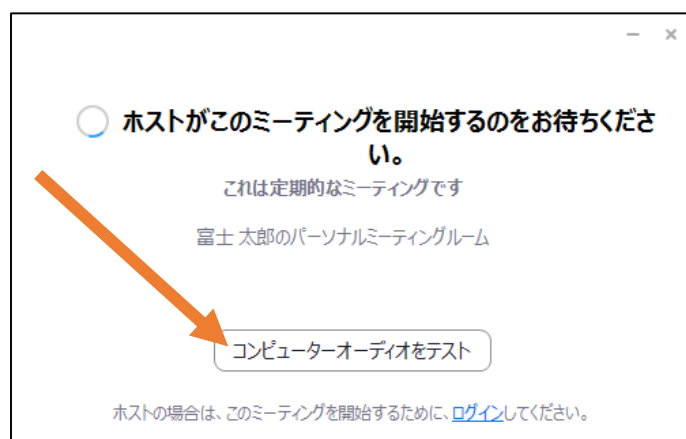 ホストがこのミーティングを開始するのをお待ちくださ
い。
これは定期的なミーティングです
富士 太郎のパーソナルミーティングルーム
コンピューターオーディオをテスト
ホストの場合は、このミーティングを開始するために、ログインしてください。